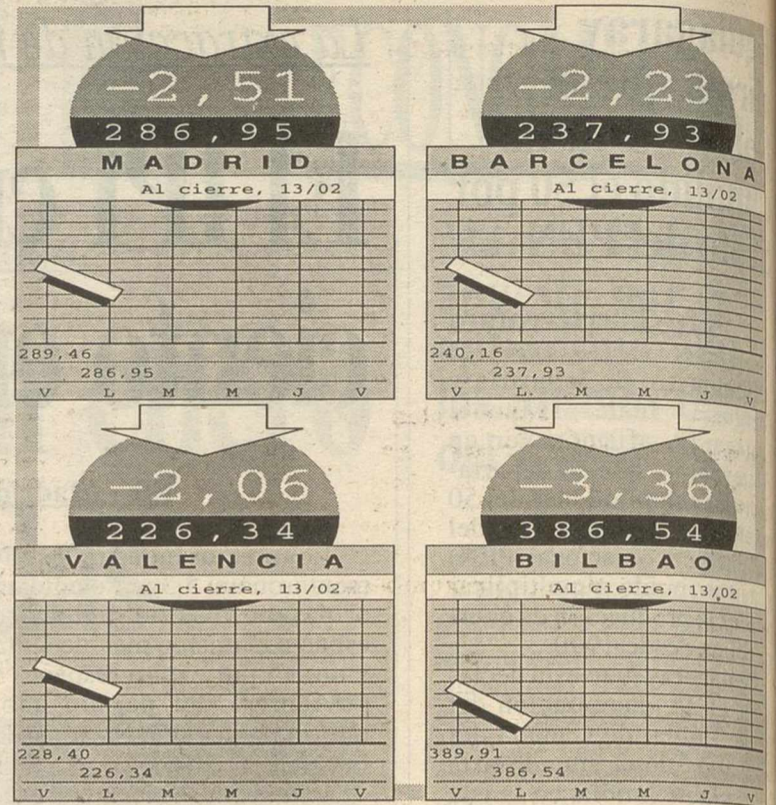 -2,51
286,95
MADRID
Al cierre, 13/02
289,46
286,95
V L M M J V
-2,23
237,93
BARCELONA
Al cierre, 13/02
240,16
237,93
V L M M J V
-2,06
226,34
VALENCIA
Al cierre, 13/02
228,40
226,34
V L M M J V
-3,36
386,54
BILBAO
Al cierre, 13/02
389,91
386,54
V L M M J V